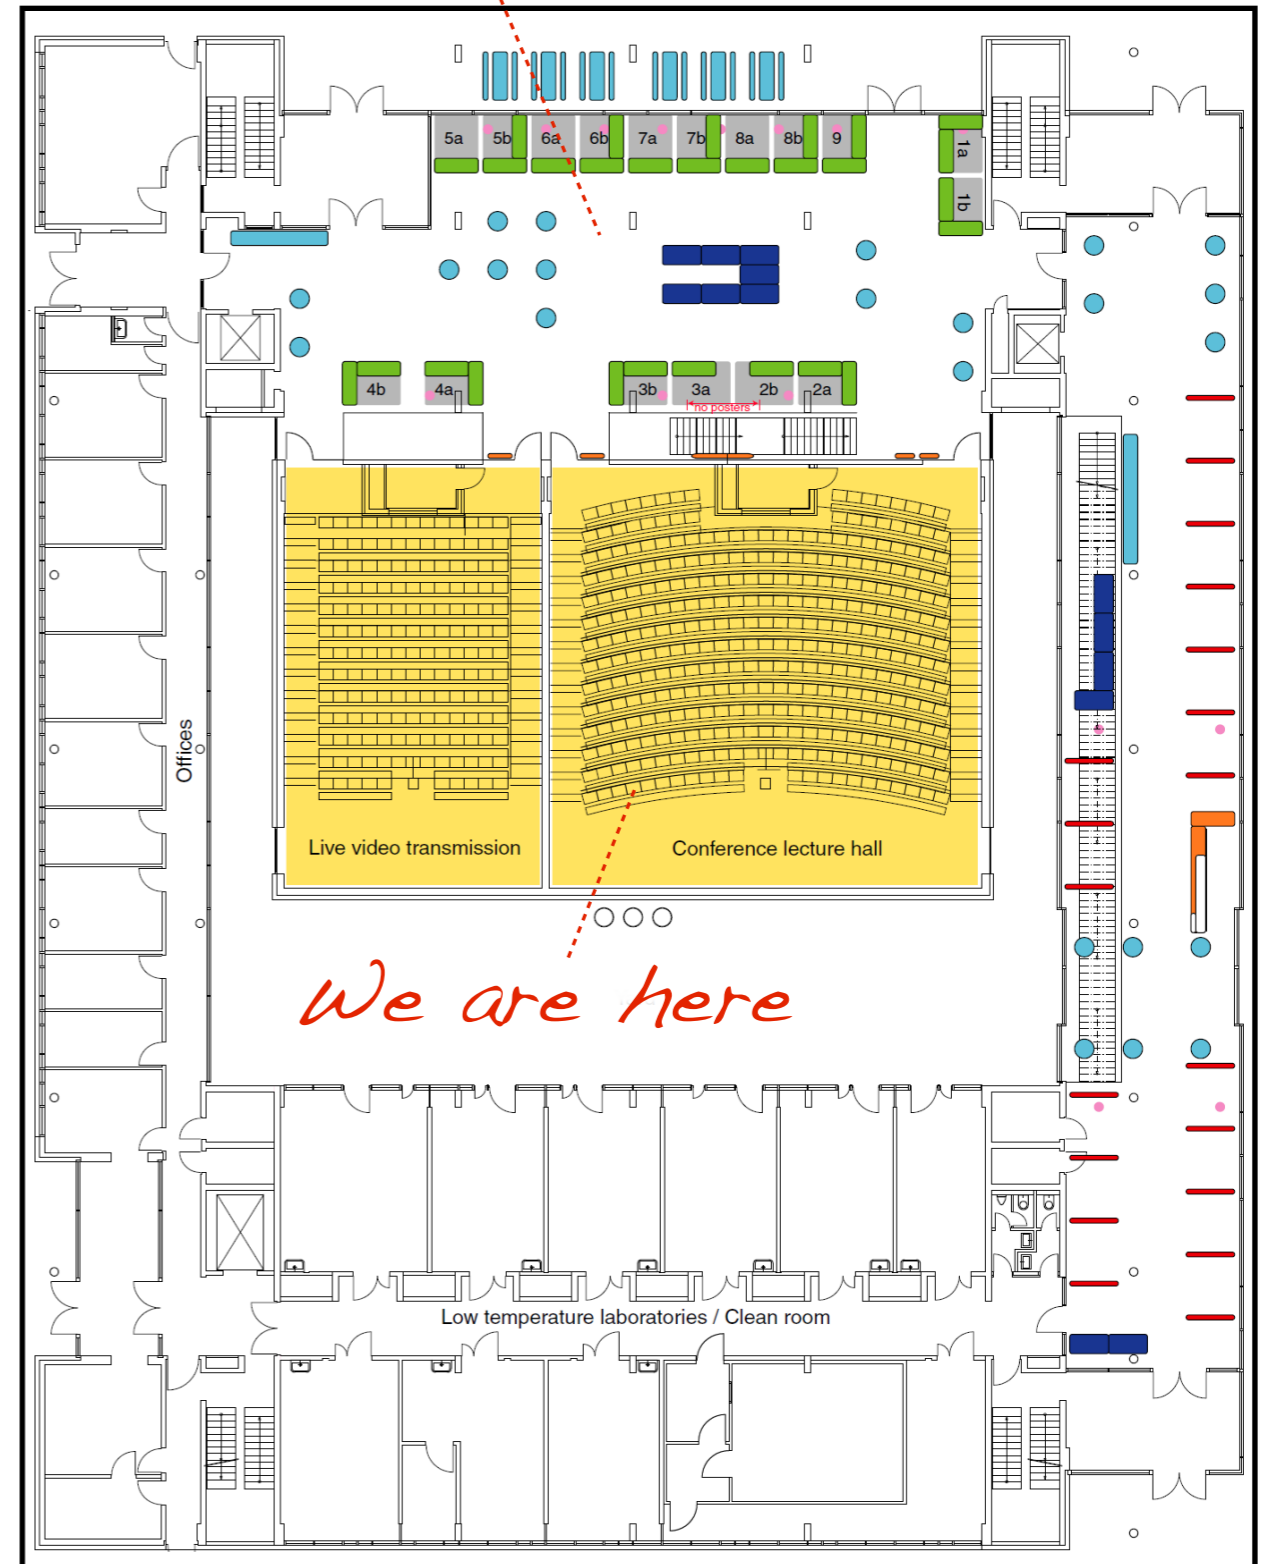 5a 5b 6a 6b 7a 7b 8a 8b 9
1a
1b
4b 4a 3b 3a 2b 2a
no posters
Offices
Live video transmission
Conference lecture hall
We are here
Low temperature laboratories / Clean room